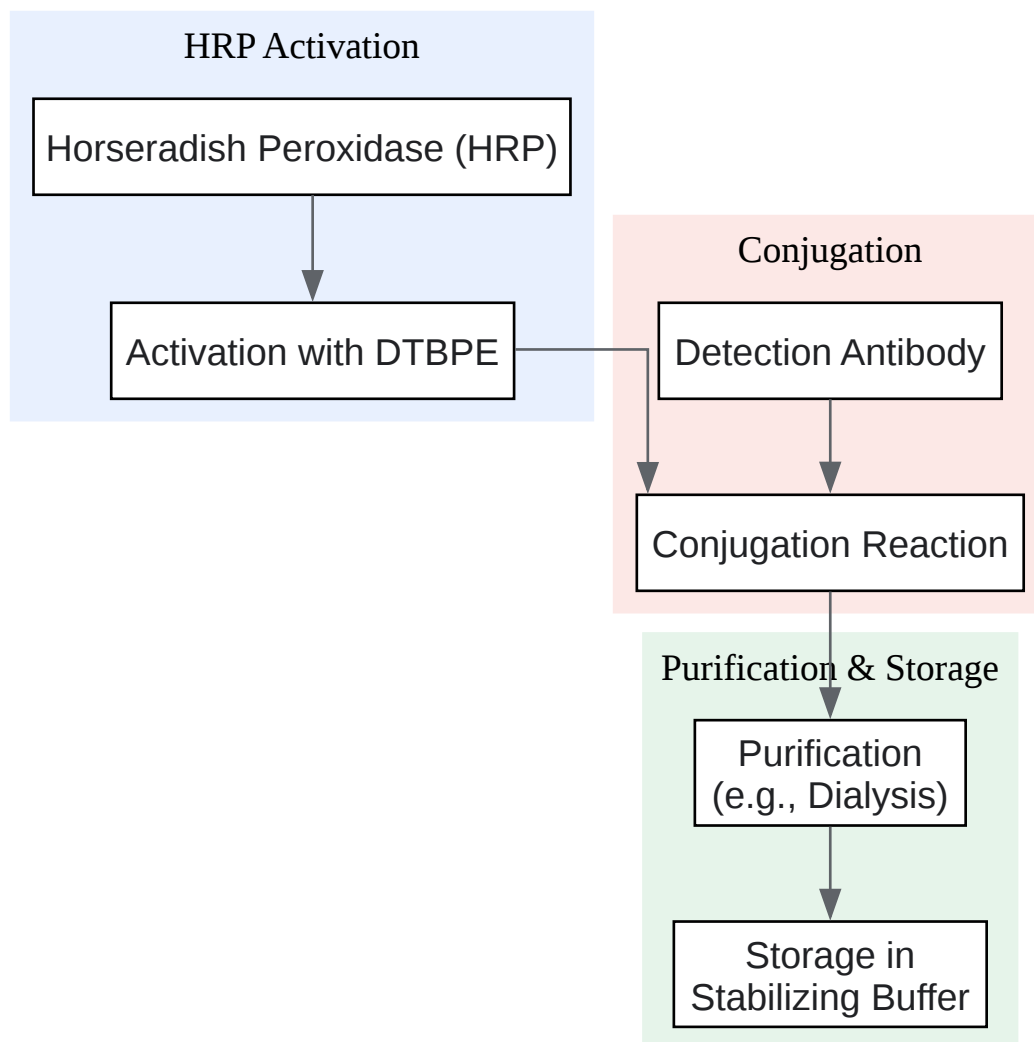 HRP Activation
Horseradish Peroxidase (HRP)
Activation with DTBPE
Conjugation
Detection Antibody
Conjugation Reaction
Purification & Storage
Purification
(e.g., Dialysis)
Storage in
Stabilizing Buffer